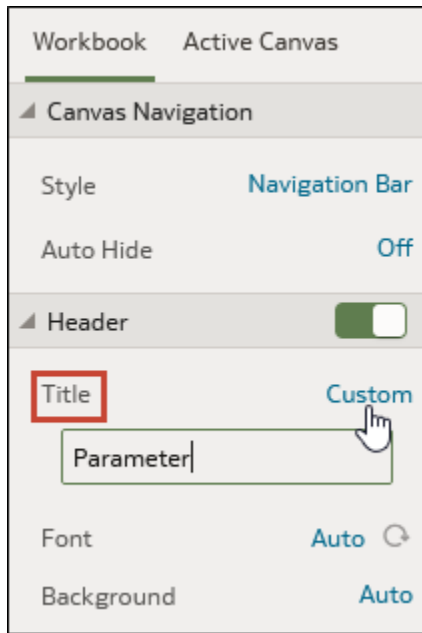 Workbook Active Canvas
Canvas Navigation
Style Navigation Bar
Auto Hide Off
Header
Title Custom
Parameter
Font Auto
Background Auto